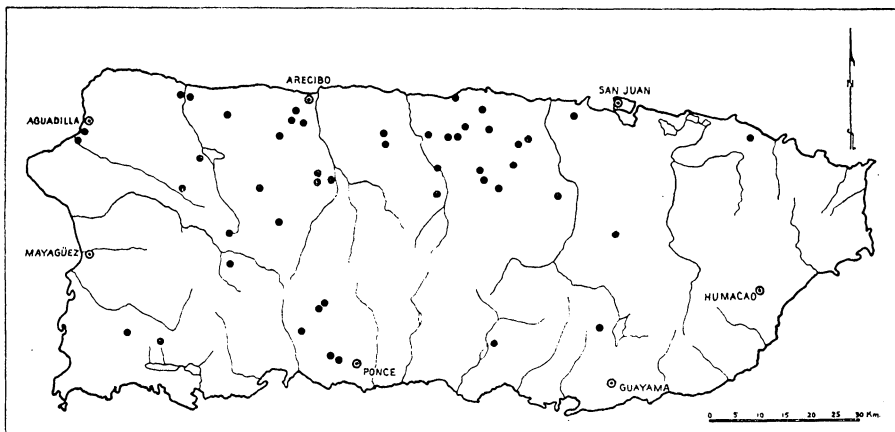 ARECIBO
SAN JUAN
N
AGUADILLA
MAYAGÜEZ
HUMACAO
PONCE
GUAYAMA
0 5 10 15 20 25 30 Km.